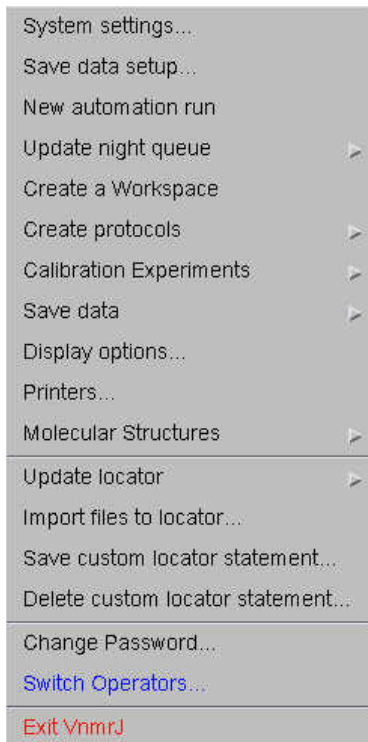 System settings...
Save data setup...
New automation run
Update night queue
Create a Workspace
Create protocols
Calibration Experiments
Save data
Display options...
Printers...
Molecular Structures
Update locator
Import files to locator...
Save custom locator statement...
Delete custom locator statement...
Change Password...
Switch Operators...
Exit VnmrJ